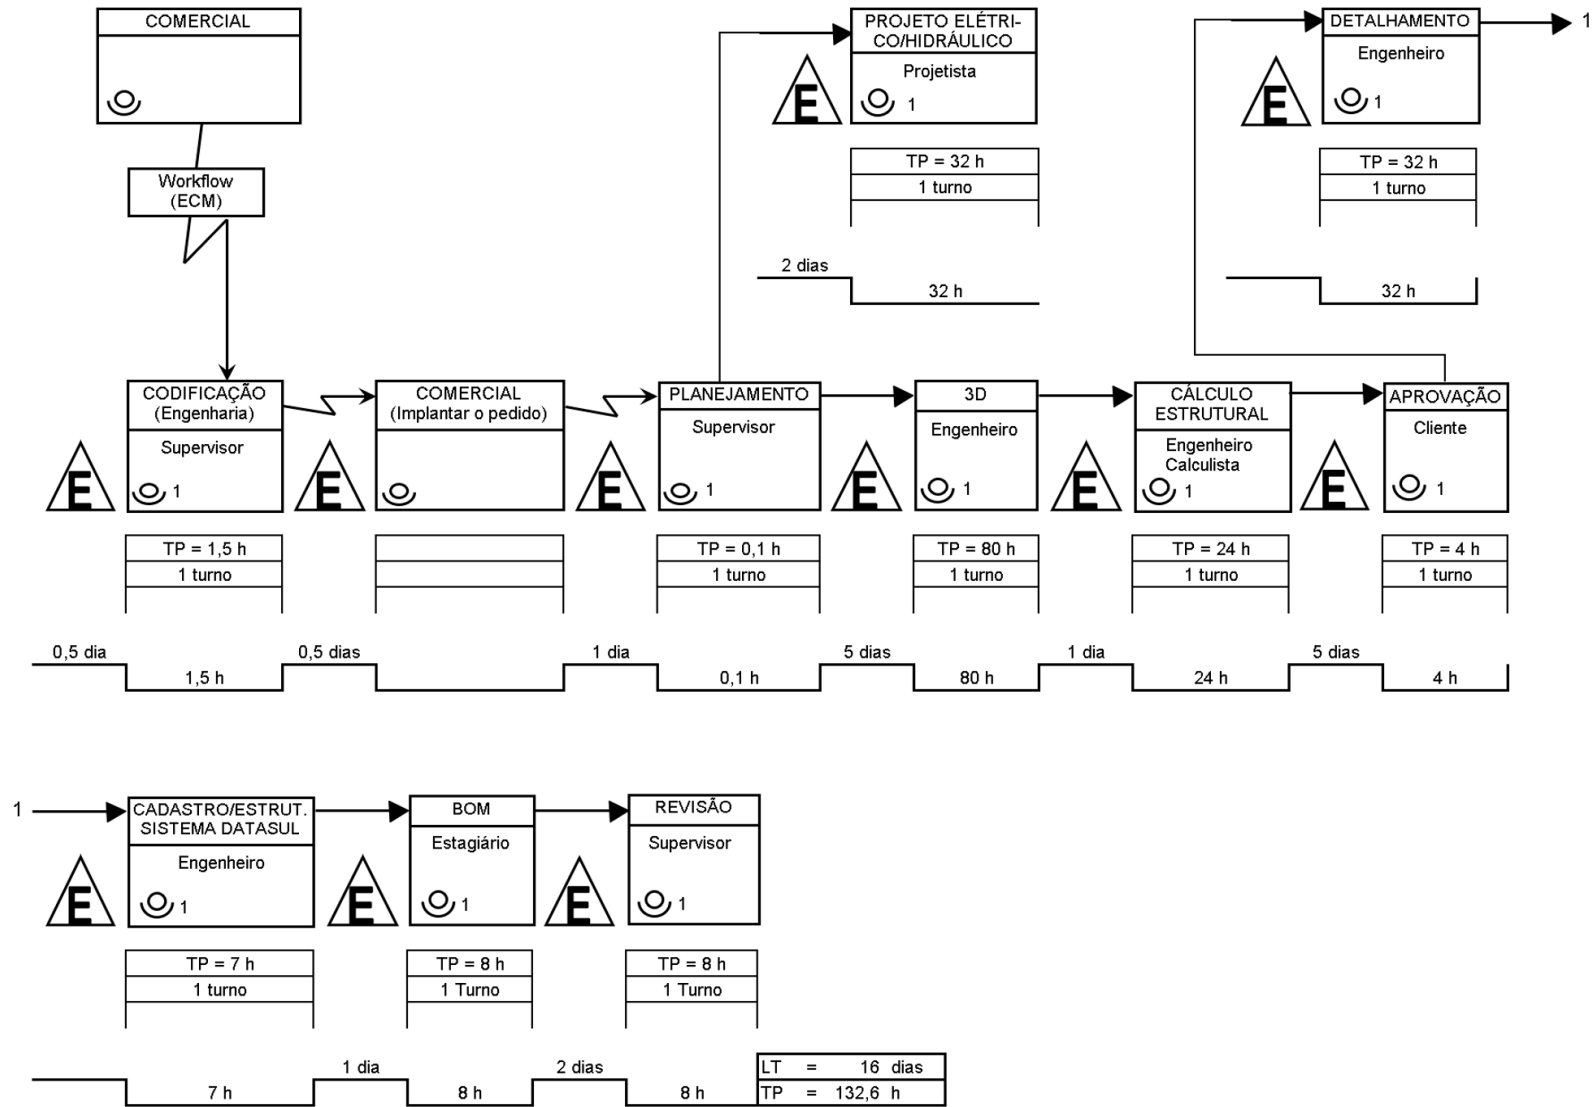 COMERCIAL
Workflow
(ECM)
PROJETO ELÉTRI-
CO/HIDRÁULICO
Projetista
E
1
TP = 32 h
1 turno
2 dias
32 h
DETALHAMENTO
1
Engenheiro
E
1
TP = 32 h
1 turno
32 h
CODIFICAÇÃO
(Engenharia)
Supervisor
E
1
TP = 1,5 h
1 turno
0,5 dia
1,5 h
COMERCIAL
(Implantar o pedido)
E
0,5 dias
PLANEJAMENTO
Supervisor
E
1
TP = 0,1 h
1 turno
1 dia
0,1 h
3D
Engenheiro
E
1
TP = 80 h
1 turno
5 dias
80 h
CÁLCULO
ESTRUTURAL
Engenheiro
Calculista
E
1
TP = 24 h
1 turno
1 dia
24 h
APROVAÇÃO
Cliente
E
1
TP = 4 h
1 turno
5 dias
4 h
1
CADASTRO/ESTRUT.
SISTEMA DATASUL
Engenheiro
E
1
TP = 7 h
1 turno
7 h
BOM
Estagiário
E
1
TP = 8 h
1 Turno
1 dia
8 h
REVISÃO
Supervisor
E
1
TP = 8 h
1 Turno
2 dias
8 h
LT = 16 dias
TP = 132,6 h